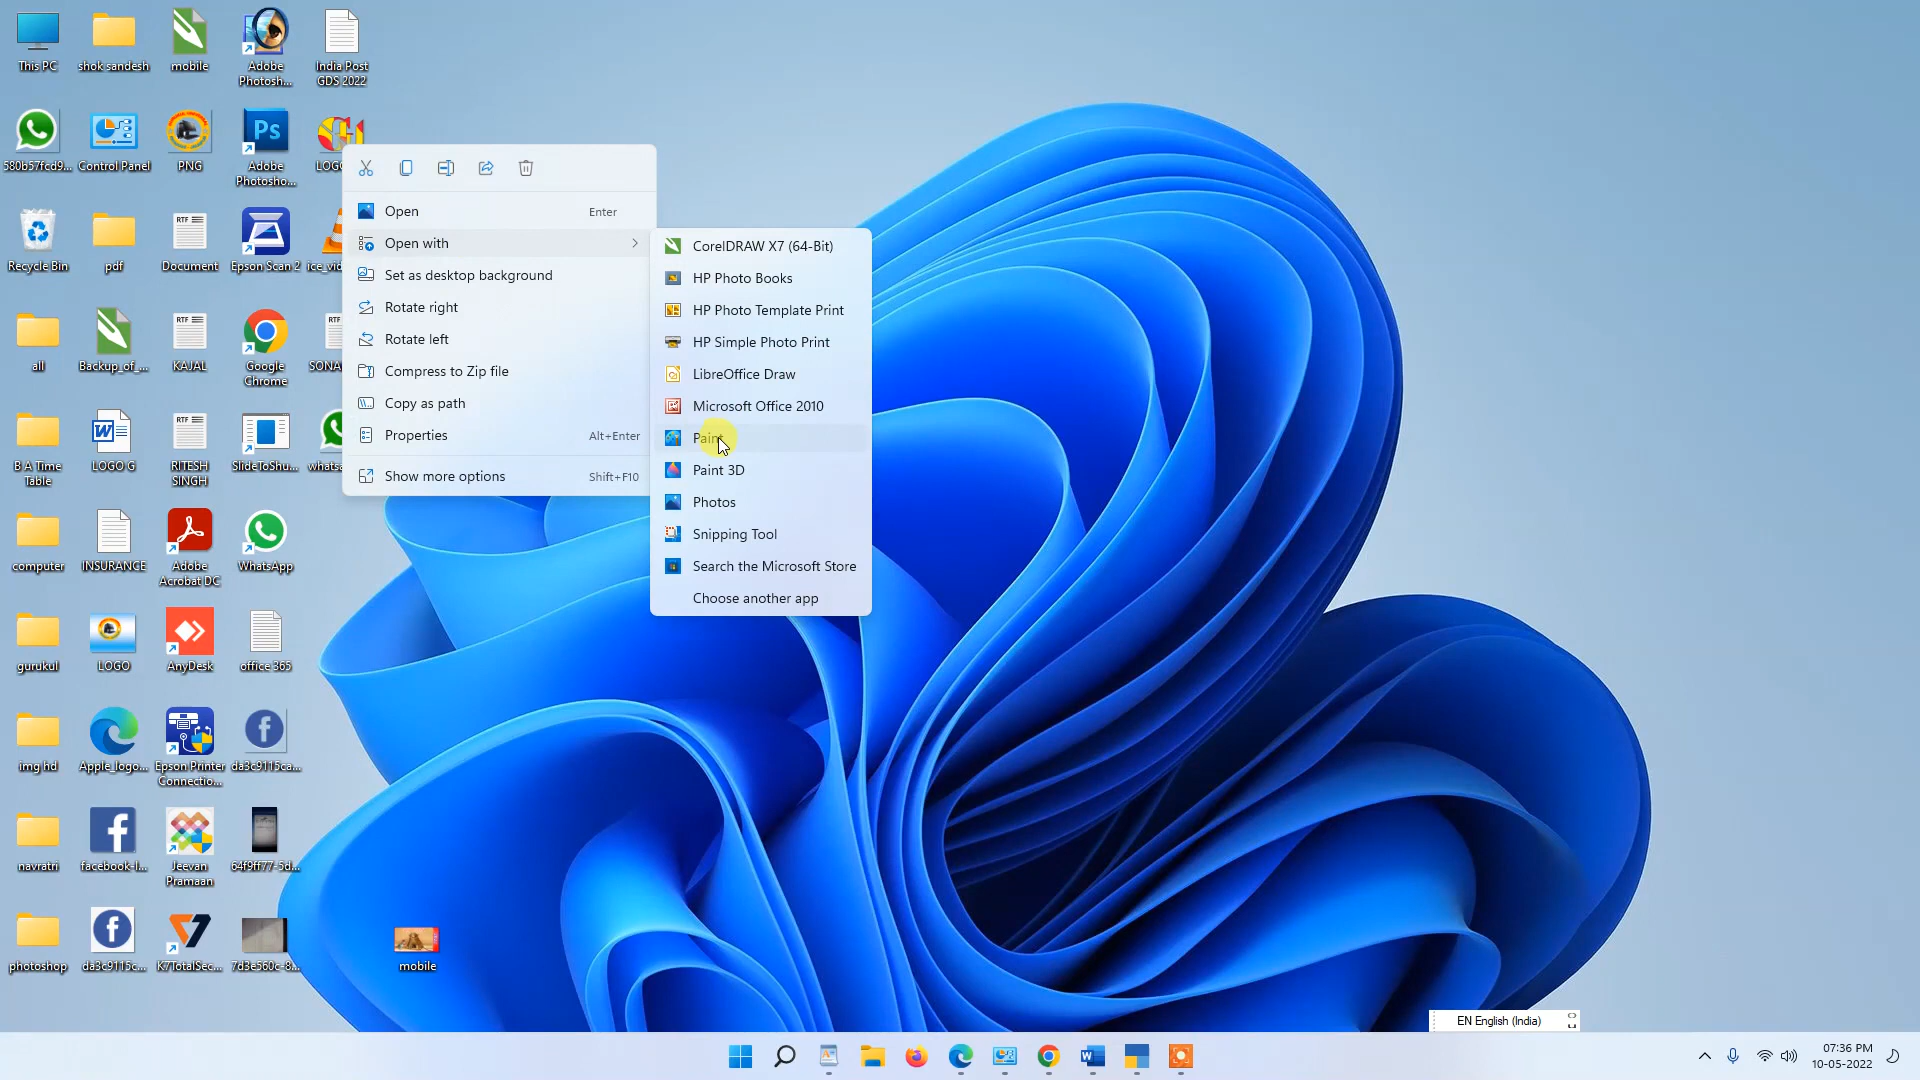 This PC
shok sandesh
mobile
Adobe
Photosh...
India Post
GDS 2022
580b57fcd9...
Control Panel
PNG
Ps
Adobe
Photosho...
LOGO
Recycle Bin
pdf
RTF
Document
Epson Scan 2
ice_vid
all
Backup_of_...
RTF
KAJAL
Google
Chrome
RTF
SONA
B A Time
Table
LOGO G
RTF
RITESH
SINGH
SlideToShu...
whats
computer
INSURANCE
Adobe
Acrobat DC
WhatsApp
gurukul
LOGO
AnyDesk
office 365
img hd
Apple_logo...
Epson Printer
Connectio...
da3c9115ca...
navratri
facebook-l...
Jeevan
Pramaan
64f9ff77-5d...
photoshop
da3c9115c...
K7TotalSec...
7d3e560c-8...
mobile
Open Enter
Open with
Set as desktop background
Rotate right
Rotate left
Compress to Zip file
Copy as path
Properties Alt+Enter
Show more options Shift+F10
CorelDRAW X7 (64-Bit)
HP Photo Books
HP Photo Template Print
HP Simple Photo Print
LibreOffice Draw
Microsoft Office 2010
Paint
Paint 3D
Photos
Snipping Tool
Search the Microsoft Store
Choose another app
EN English (India)
07:36 PM
10-05-2022